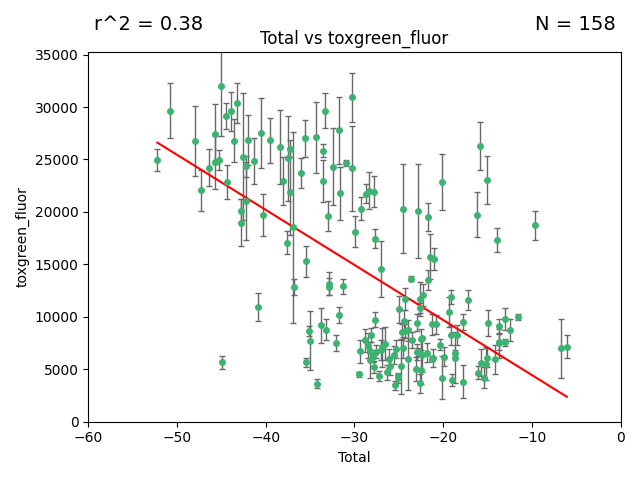 r^2 = 0.38
N = 158
Total vs toxgreen_fluor
35000
30000
25000
20000
15000
10000
5000
0
toxgreen_fluor
−60 −50 −40 −30 −20 −10 0
Total